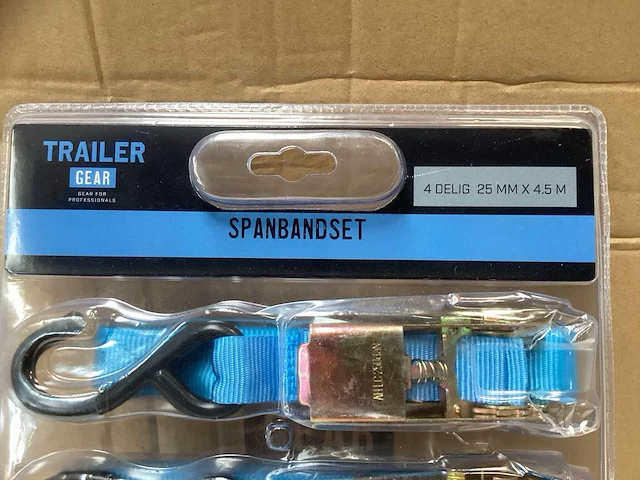 TRAILER
GEAR
GEAR FOR
PROFESSIONALS
4 DELIG 25 MM X 4.5 M
SPANBANDSET